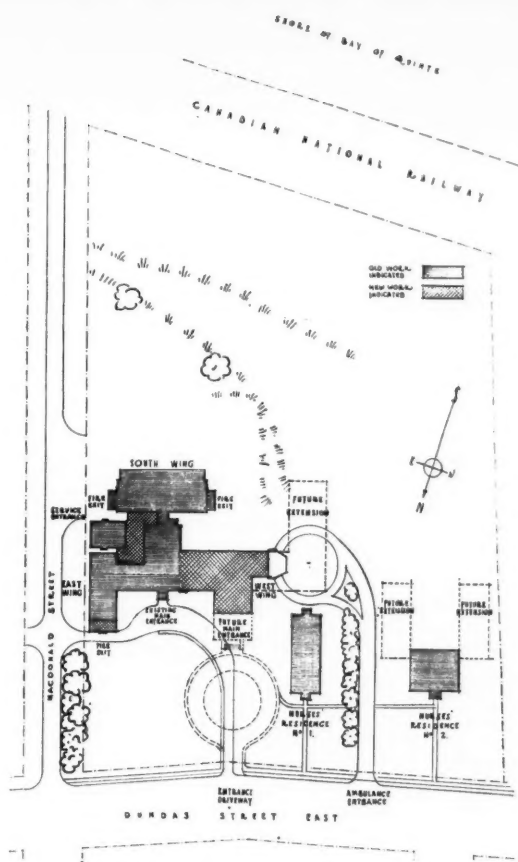 SHORE OF BAY OF QUINTE
CANADIAN NATIONAL RAILWAY
OLD WORK
INDICATED
NEW WORK
INDICATED
S
E W
N
SOUTH WING
FIRE
EXIT
FIRE
EXIT
SERVICE
ENTRANCE
FUTURE
EXTENSION
EAST
WING
WEST
WING
EXISTING
MAIN
ENTRANCE
FUTURE
MAIN
ENTRANCE
FUTURE
EXTENSION
FUTURE
EXTENSION
FIRE
EXIT
MACDONALD STREET
NURSES'
RESIDENCE
Nº 1.
NURSES'
RESIDENCE
Nº 2.
ENTRANCE
DRIVEWAY
AMBULANCE
ENTRANCE
DUNDAS STREET EAST